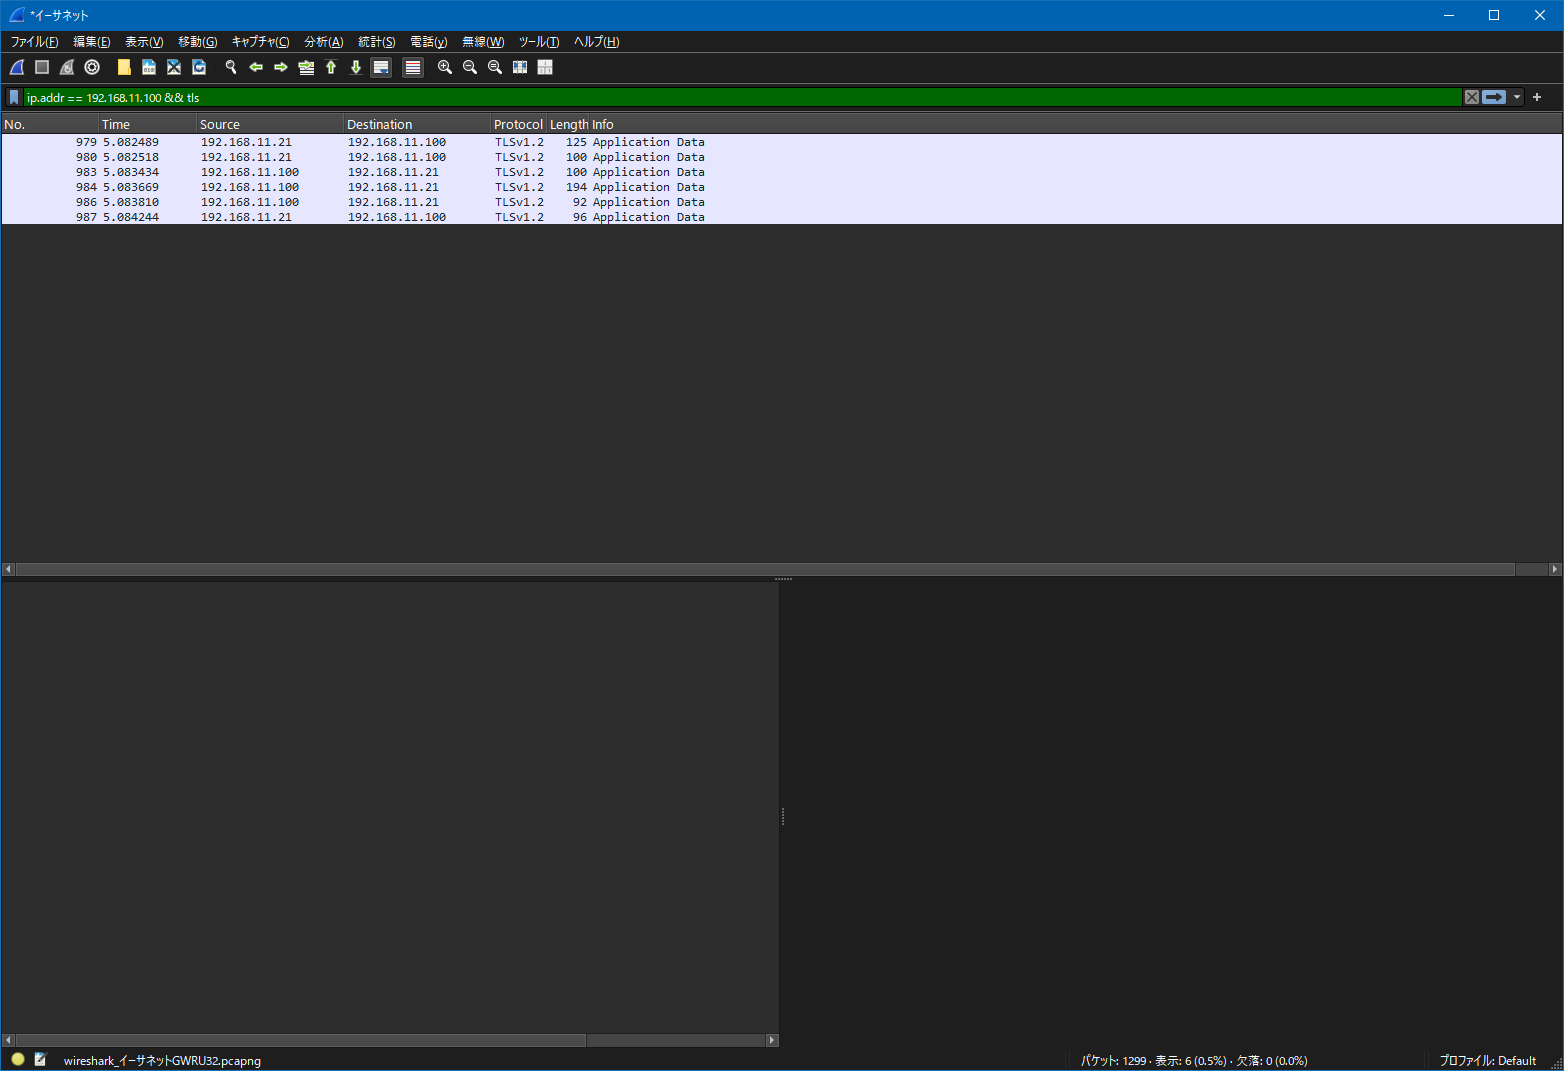 *イーサネット
ファイル(F) 編集(E) 表示(V) 移動(G) キャプチャ(C) 分析(A) 統計(S) 電話(y) 無線(W) ツール(T) ヘルプ(H)
ip.addr == 192.168.11.100 && tls
No. Time Source Destination Protocol Length Info
979 5.082489 192.168.11.21 192.168.11.100 TLSv1.2 125 Application Data
980 5.082518 192.168.11.21 192.168.11.100 TLSv1.2 100 Application Data
983 5.083434 192.168.11.100 192.168.11.21 TLSv1.2 100 Application Data
984 5.083669 192.168.11.100 192.168.11.21 TLSv1.2 194 Application Data
986 5.083810 192.168.11.100 192.168.11.21 TLSv1.2 92 Application Data
987 5.084244 192.168.11.21 192.168.11.100 TLSv1.2 96 Application Data
wireshark_イーサネットGWRU32.pcapng パケット: 1299 · 表示: 6 (0.5%) · 欠落: 0 (0.0%) プロファイル: Default